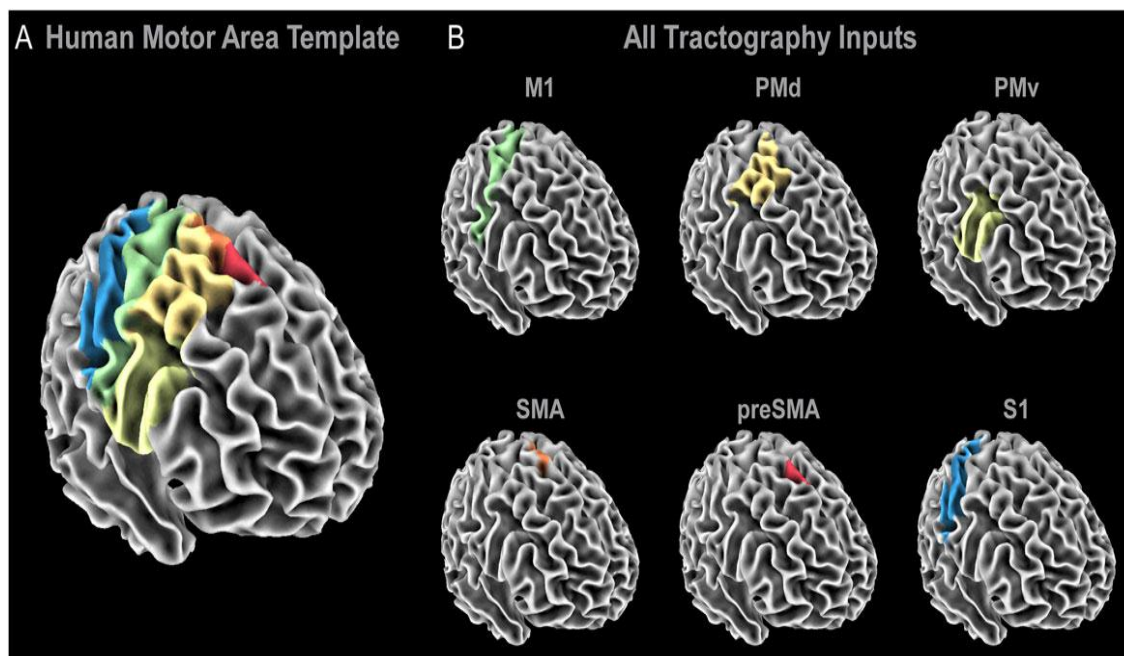 A Human Motor Area Template
B All Tractography Inputs
M1 PMd PMv
SMA preSMA S1